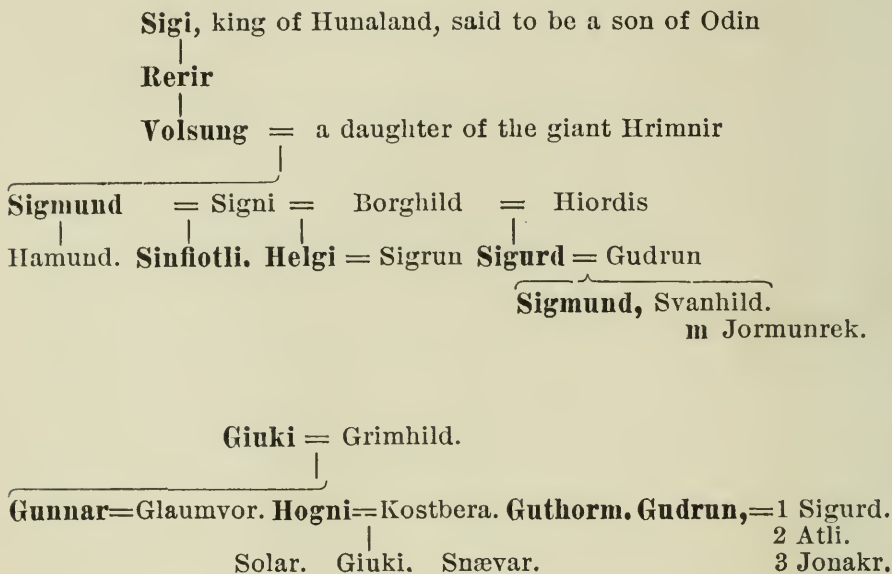 Sigi, king of Hunaland, said to be a son of Odin
Rerir
Volsung = a daughter of the giant Hrimnir
Sigmund = Signi = Borghild = Hiordis
Hamund. Sinfiotli. Helgi = Sigrun Sigurd = Gudrun
Sigmund, Svanhild.
m Jormunrek.
Giuki = Grimhild.
Gunnar=Glaumvor. Hogni=Kostbera. Guthorm. Gudrun,=1 Sigurd.
2 Atli.
Solar. Giuki. Snævar. 3 Jonakr.